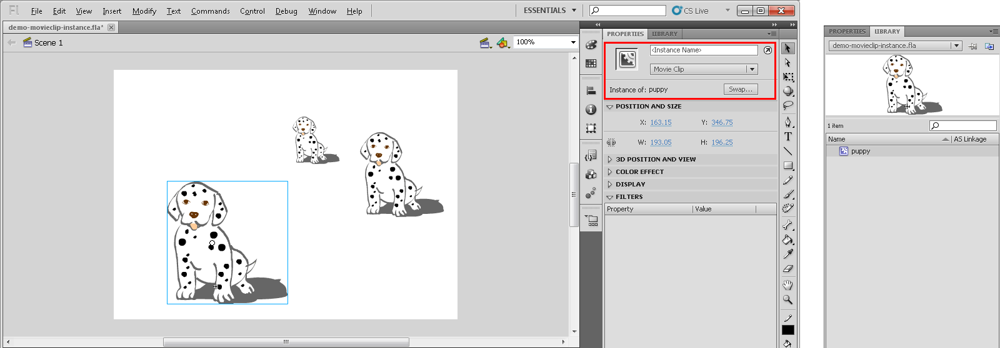 Fl File Edit View Insert Modify Text Commands Control Debug Window Help ESSENTIALS CS Live
demo-movieclip-instance.fla*
Scene 1 100%
PROPERTIES LIBRARY
<Instance Name>
Movie Clip
Instance of: puppy Swap...
POSITION AND SIZE
X: 163.15 Y: 346.75
W: 193.05 H: 196.25
3D POSITION AND VIEW
COLOR EFFECT
DISPLAY
FILTERS
Property Value
PROPERTIES LIBRARY
demo-movieclip-instance.fla
1 item
Name AS Linkage
puppy